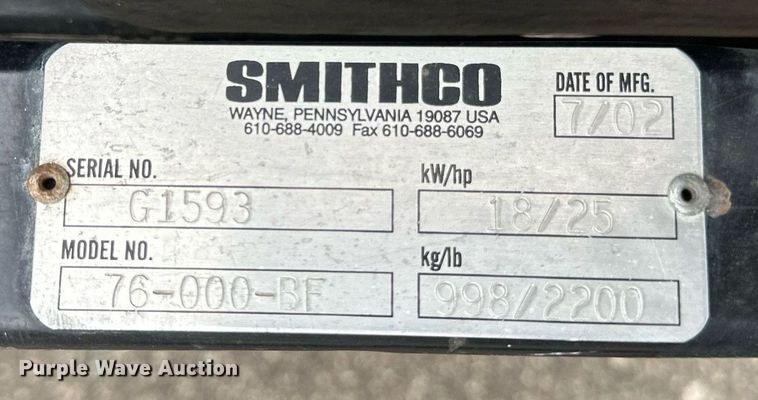 SMITHCO
WAYNE, PENNSYLVANIA 19087 USA
610-688-4009 Fax 610-688-6069
DATE OF MFG.
7/02
SERIAL NO.
G1593
kW/hp
18/25
MODEL NO.
76-000-BF
kg/lb
998/2200
Purple Wave Auction